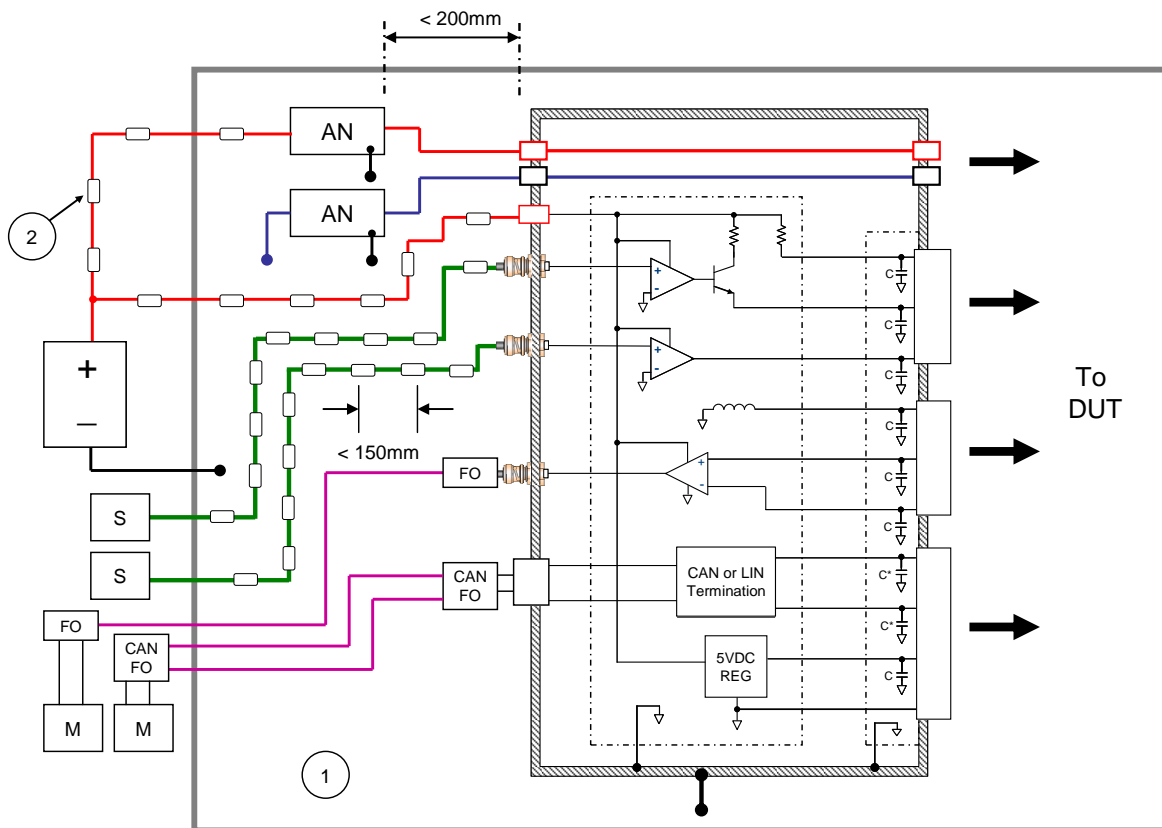 < 200mm
AN
AN
2
+
−
+
-
C
C
+
-
C
To
DUT
C
< 150mm
FO
+
-
C
S
C
S
CAN
FO
CAN or LIN
Termination
C*
C*
FO
CAN
FO
5VDC
REG
C
M
M
1